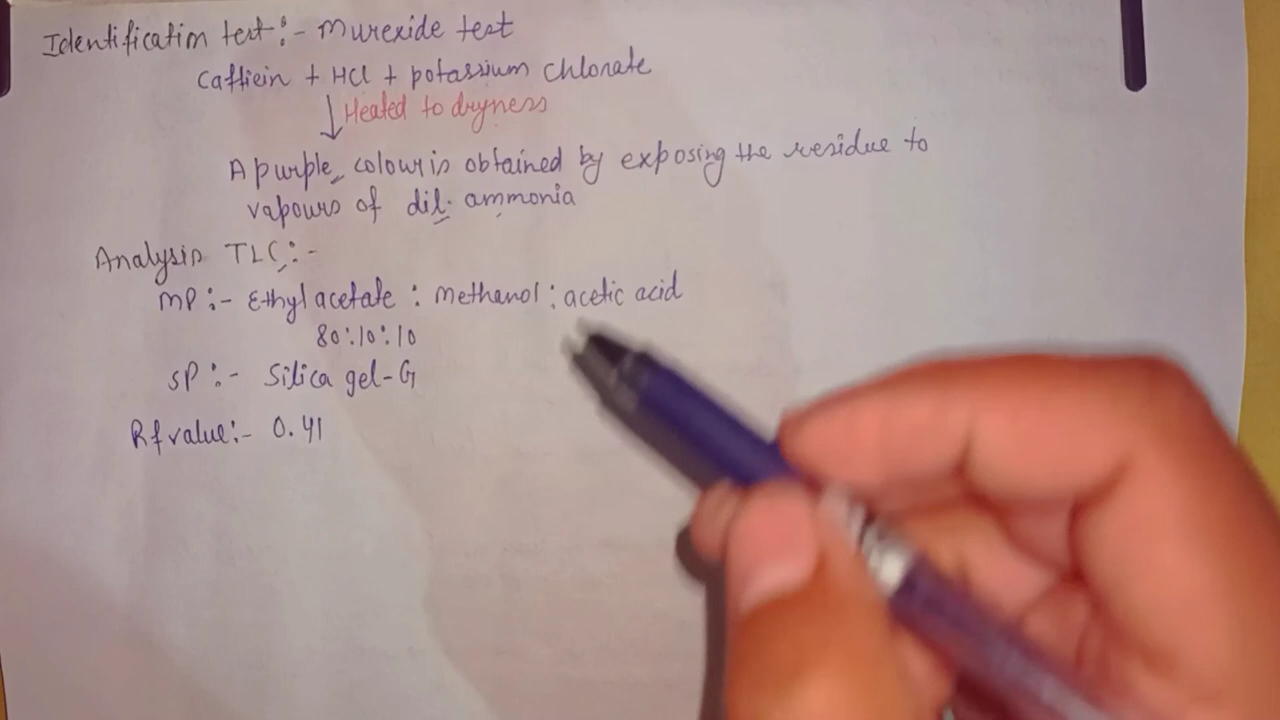 Identification test:- Murexide test
Caffiein + HCl + potassium chlorate
↓ Heated to dryness
A purple colour is obtained by exposing the residue to
vapours of dil. ammonia
Analysis TLC:-
MP:- Ethyl acetate : Methanol : acetic acid
80:10:10
SP:- Silica gel-G
Rf value:- 0.41